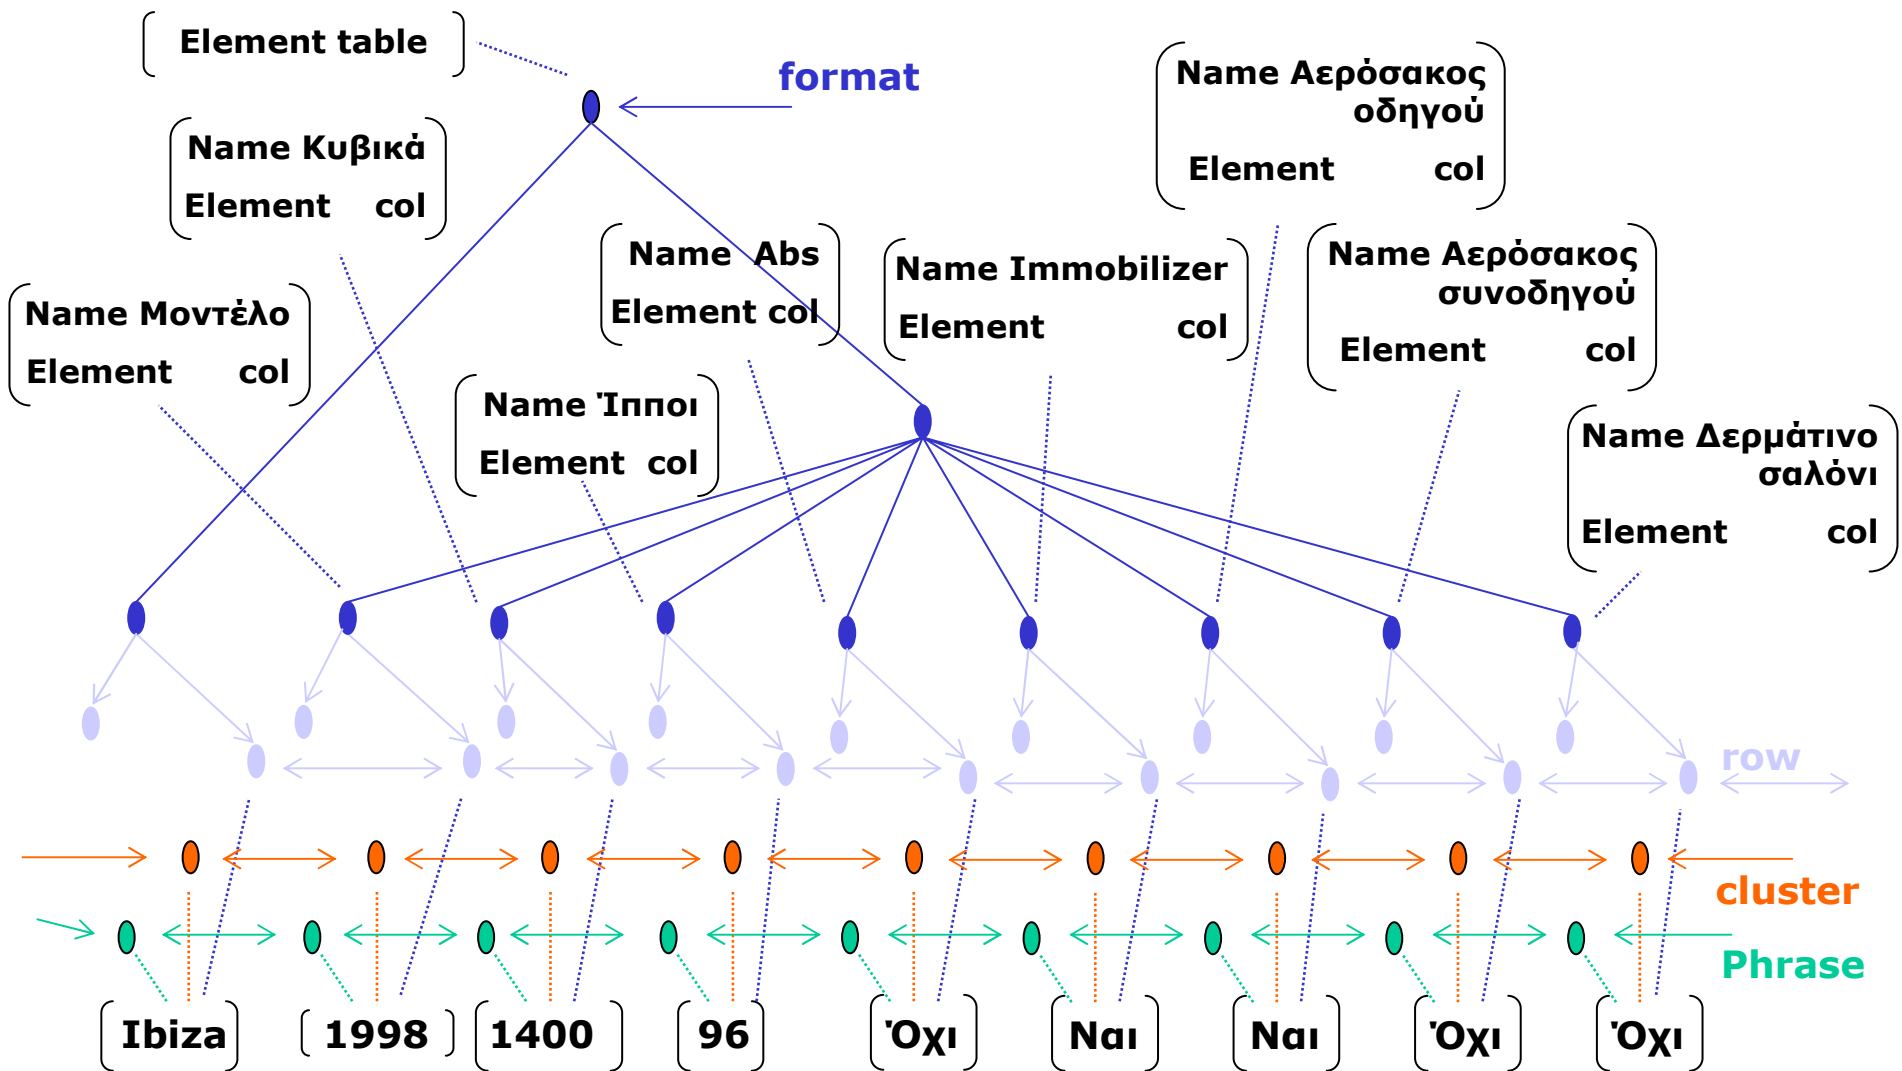 Element table
format
Name Αερόσακος
οδηγού
Element col
Name Κυβικά
Element col
Name Abs
Element col
Name Immobilizer
Element col
Name Αερόσακος
συνοδηγού
Element col
Name Μοντέλο
Element col
Name Ίπποι
Element col
Name Δερμάτινο
σαλόνι
Element col
row
cluster
Phrase
Ibiza 1998 1400 96 Όχι Ναι Ναι Όχι Όχι